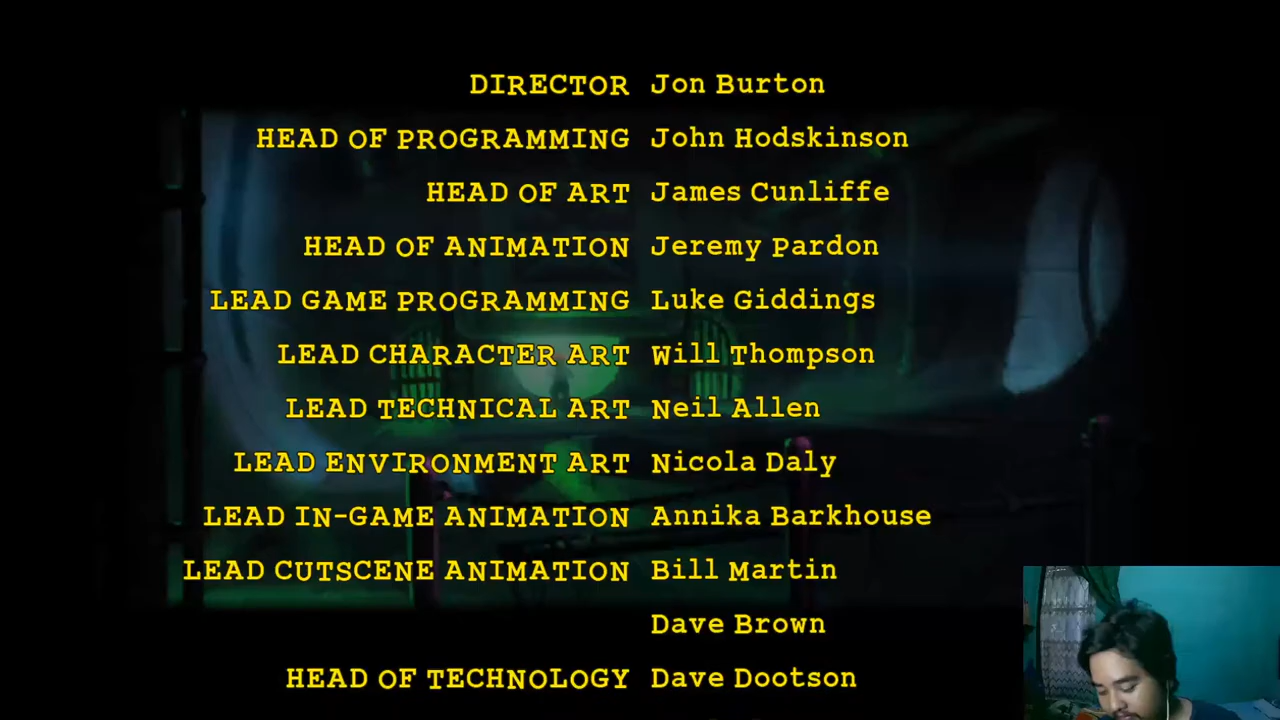 DIRECTOR Jon Burton
HEAD OF PROGRAMMING John Hodskinson
HEAD OF ART James Cunliffe
HEAD OF ANIMATION Jeremy Pardon
LEAD GAME PROGRAMMING Luke Giddings
LEAD CHARACTER ART Will Thompson
LEAD TECHNICAL ART Neil Allen
LEAD ENVIRONMENT ART Nicola Daly
LEAD IN-GAME ANIMATION Annika Barkhouse
LEAD CUTSCENE ANIMATION Bill Martin
Dave Brown
HEAD OF TECHNOLOGY Dave Dootson